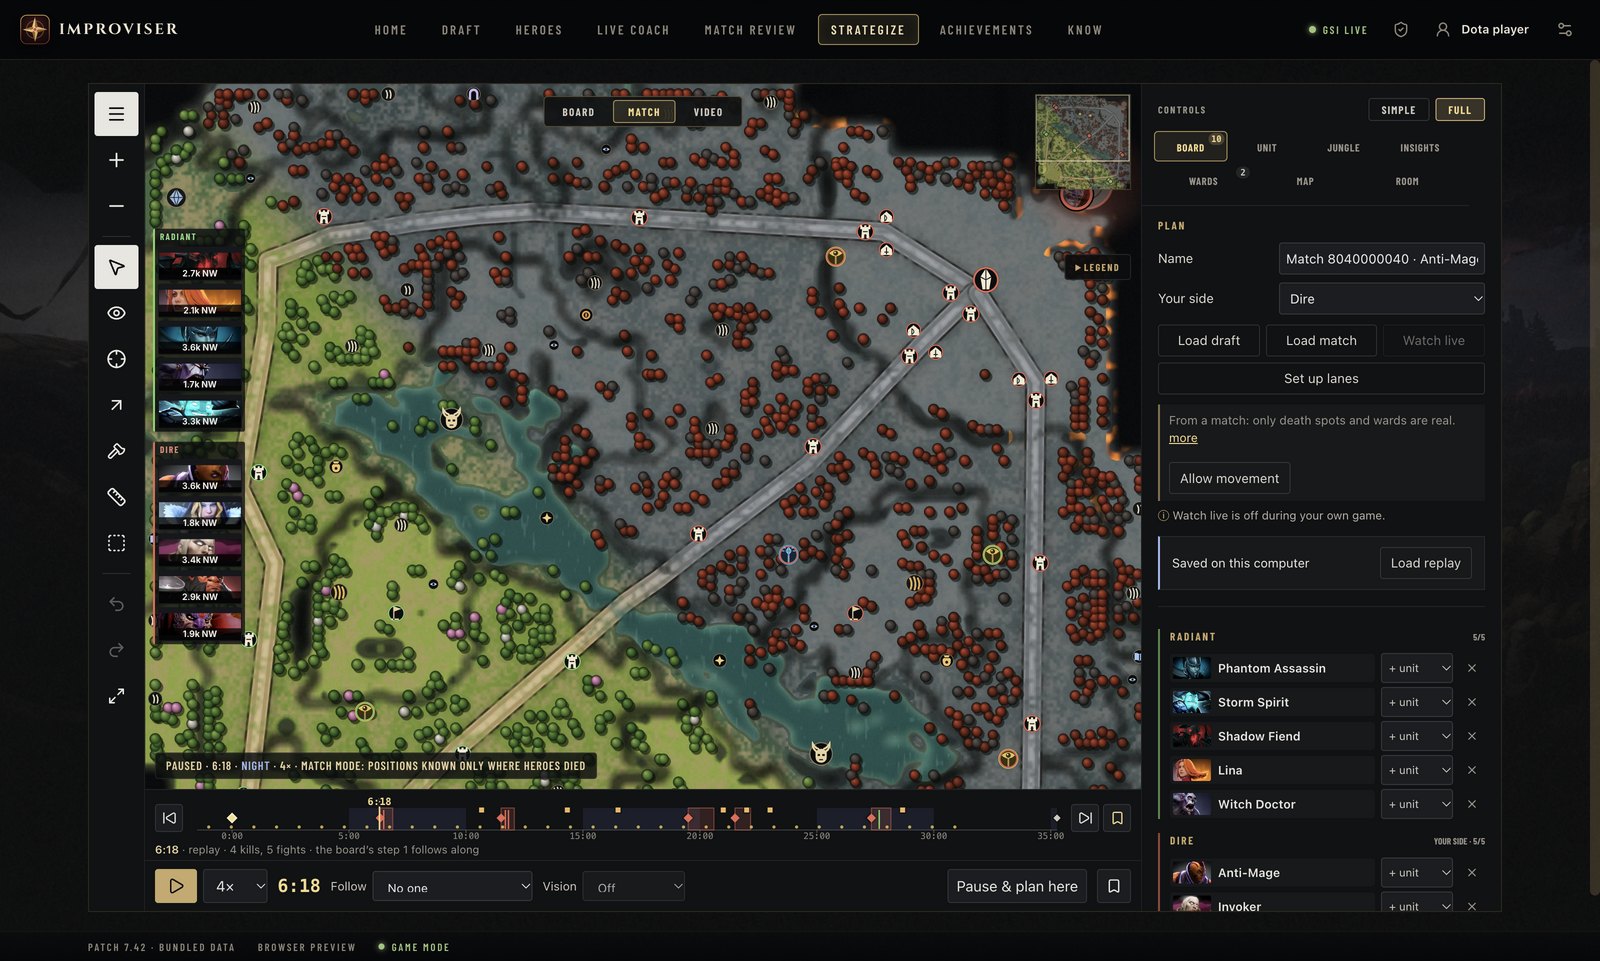 IMPROVISER
HOME DRAFT HEROES LIVE COACH MATCH REVIEW STRATEGIZE ACHIEVEMENTS KNOW
GSI LIVE
Dota player
BOARD MATCH VIDEO
LEGEND
RADIANT
2.7k NW
2.1k NW
3.6k NW
1.7k NW
3.3k NW
DIRE
3.6k NW
1.8k NW
3.4k NW
2.9k NW
1.9k NW
PAUSED · 6:18 · NIGHT · 4× · MATCH MODE: POSITIONS KNOWN ONLY WHERE HEROES DIED
6:18
0:00 5:00 10:00 15:00 20:00 25:00 30:00 35:00
6:18 · replay · 4 kills, 5 fights · the board's step 1 follows along
4× 6:18 Follow No one Vision Off Pause & plan here
CONTROLS SIMPLE FULL
BOARD 10 UNIT JUNGLE INSIGHTS
WARDS 2 MAP ROOM
PLAN
Name Match 8040000040 · Anti-Mag
Your side Dire
Load draft Load match Watch live
Set up lanes
From a match: only death spots and wards are real.
more
Allow movement
Watch live is off during your own game.
Saved on this computer Load replay
RADIANT 5/5
Phantom Assassin + unit
Storm Spirit + unit
Shadow Fiend + unit
Lina + unit
Witch Doctor + unit
DIRE YOUR SIDE · 5/5
Anti-Mage + unit
Invoker + unit
PATCH 7.42 · BUNDLED DATA BROWSER PREVIEW GAME MODE